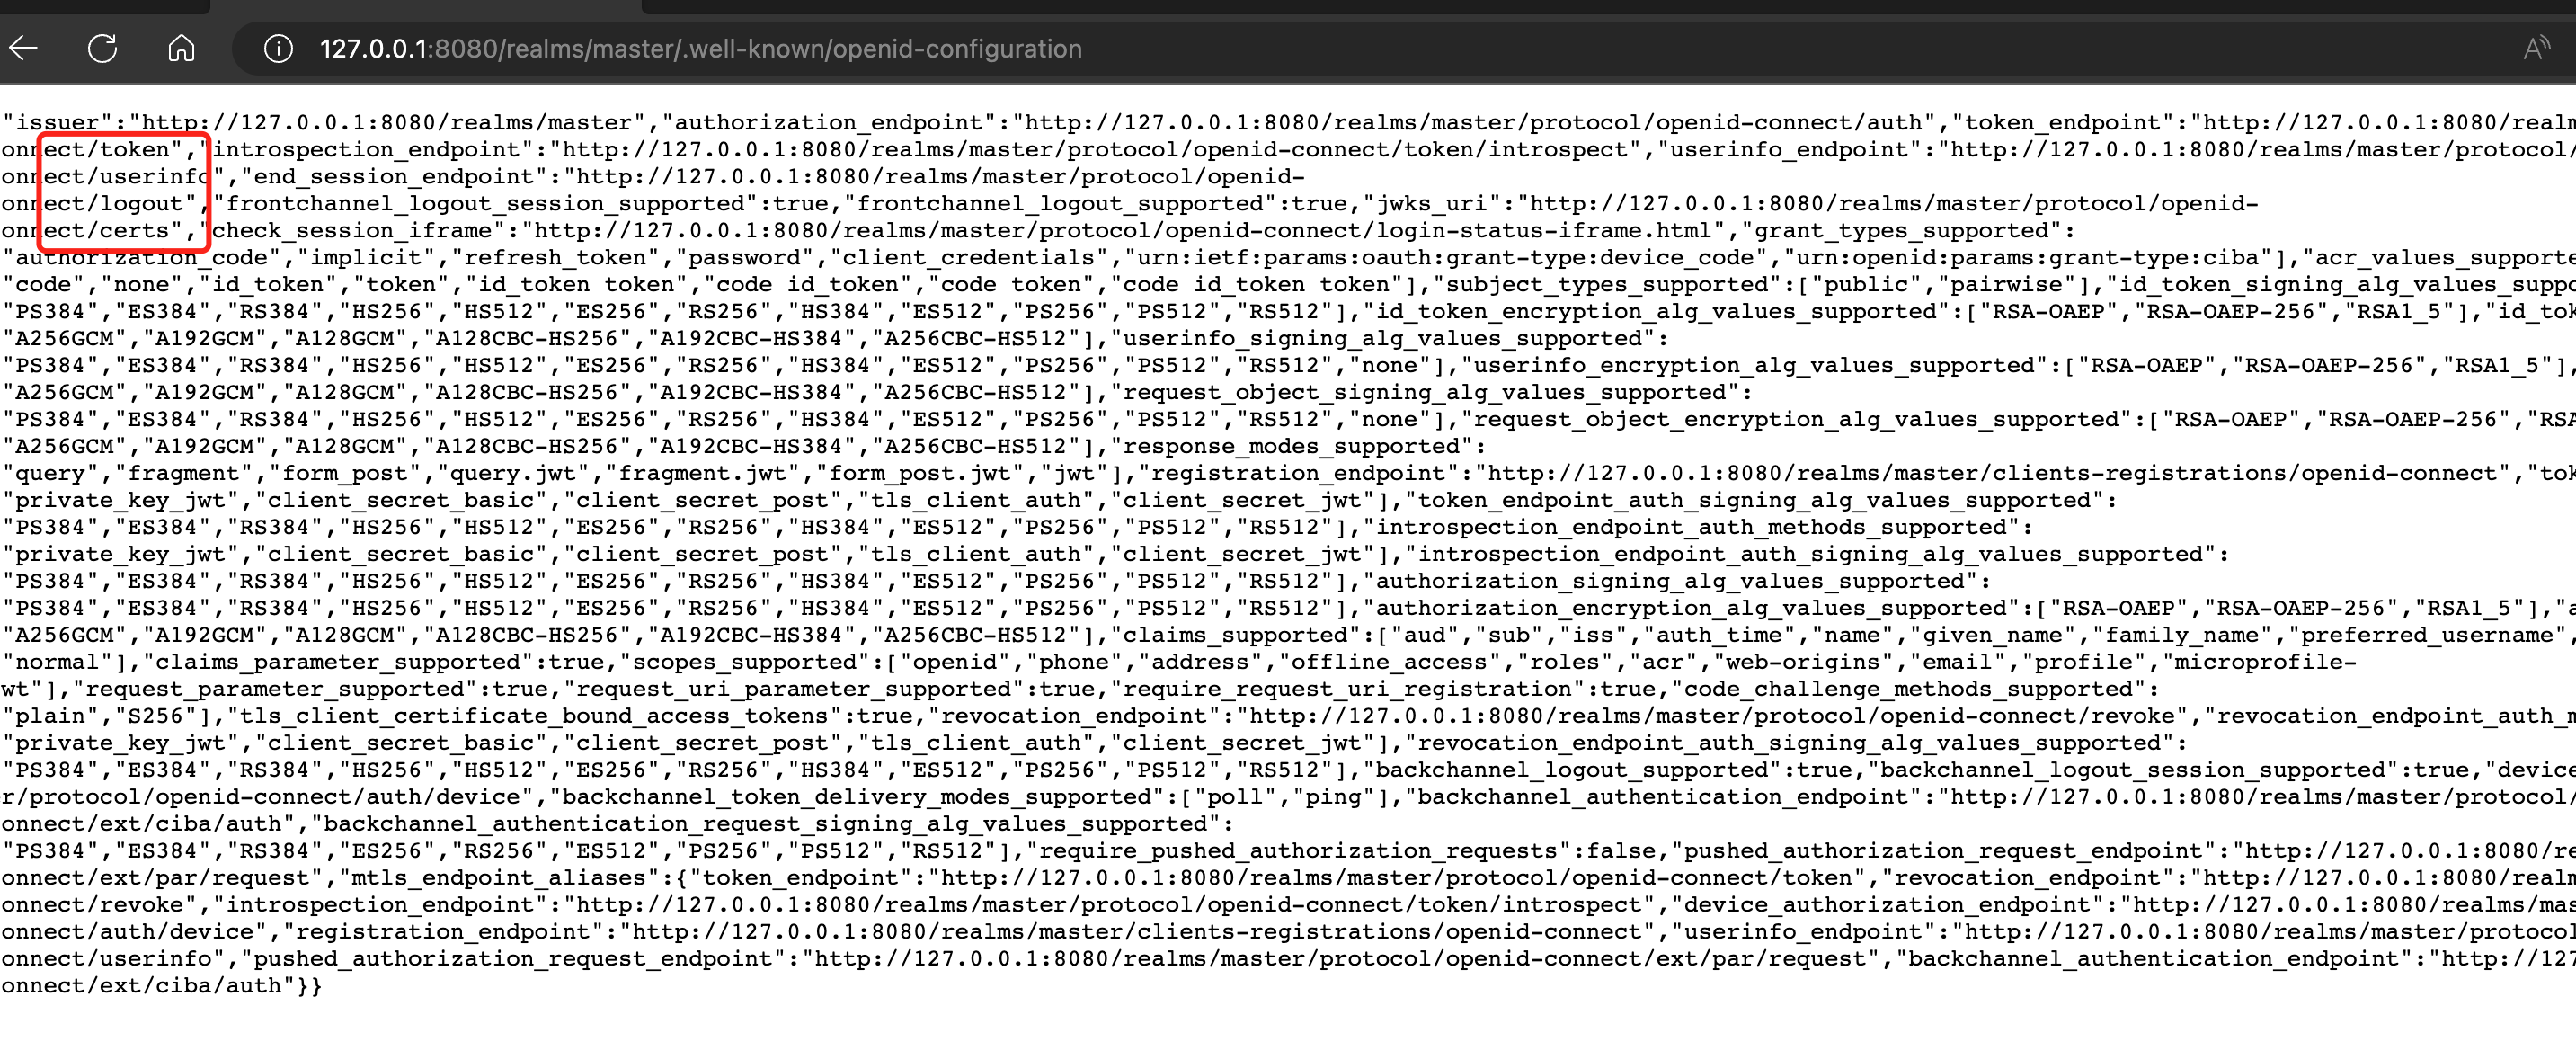 127.0.0.1:8080/realms/master/.well-known/openid-configuration
"issuer":"http://127.0.0.1:8080/realms/master","authorization_endpoint":"http://127.0.0.1:8080/realms/master/protocol/openid-connect/auth","token_endpoint":"http://127.0.0.1:8080/realm
onnect/token","introspection_endpoint":"http://127.0.0.1:8080/realms/master/protocol/openid-connect/token/introspect","userinfo_endpoint":"http://127.0.0.1:8080/realms/master/protocol/
onnect/userinfo","end_session_endpoint":"http://127.0.0.1:8080/realms/master/protocol/openid-
onnect/logout","frontchannel_logout_session_supported":true,"frontchannel_logout_supported":true,"jwks_uri":"http://127.0.0.1:8080/realms/master/protocol/openid-
onnect/certs","check_session_iframe":"http://127.0.0.1:8080/realms/master/protocol/openid-connect/login-status-iframe.html","grant_types_supported":
"authorization_code","implicit","refresh_token","password","client_credentials","urn:ietf:params:oauth:grant-type:device_code","urn:openid:params:grant-type:ciba"],"acr_values_supporte
"code","none","id_token","token","id_token token","code id_token","code token","code id_token token"],"subject_types_supported":["public","pairwise"],"id_token_signing_alg_values_suppo
"PS384","ES384","RS384","HS256","HS512","ES256","RS256","HS384","ES512","PS256","PS512","RS512"],"id_token_encryption_alg_values_supported":["RSA-OAEP","RSA-OAEP-256","RSA1_5"],"id_tok
"A256GCM","A192GCM","A128GCM","A128CBC-HS256","A192CBC-HS384","A256CBC-HS512"],"userinfo_signing_alg_values_supported":
"PS384","ES384","RS384","HS256","HS512","ES256","RS256","HS384","ES512","PS256","PS512","RS512","none"],"userinfo_encryption_alg_values_supported":["RSA-OAEP","RSA-OAEP-256","RSA1_5"],
"A256GCM","A192GCM","A128GCM","A128CBC-HS256","A192CBC-HS384","A256CBC-HS512"],"request_object_signing_alg_values_supported":
"PS384","ES384","RS384","HS256","HS512","ES256","RS256","HS384","ES512","PS256","PS512","RS512","none"],"request_object_encryption_alg_values_supported":["RSA-OAEP","RSA-OAEP-256","RSA
"A256GCM","A192GCM","A128GCM","A128CBC-HS256","A192CBC-HS384","A256CBC-HS512"],"response_modes_supported":
"query","fragment","form_post","query.jwt","fragment.jwt","form_post.jwt","jwt"],"registration_endpoint":"http://127.0.0.1:8080/realms/master/clients-registrations/openid-connect","tok
"private_key_jwt","client_secret_basic","client_secret_post","tls_client_auth","client_secret_jwt"],"token_endpoint_auth_signing_alg_values_supported":
"PS384","ES384","RS384","HS256","HS512","ES256","RS256","HS384","ES512","PS256","PS512","RS512"],"introspection_endpoint_auth_methods_supported":
"private_key_jwt","client_secret_basic","client_secret_post","tls_client_auth","client_secret_jwt"],"introspection_endpoint_auth_signing_alg_values_supported":
"PS384","ES384","RS384","HS256","HS512","ES256","RS256","HS384","ES512","PS256","PS512","RS512"],"authorization_signing_alg_values_supported":
"PS384","ES384","RS384","HS256","HS512","ES256","RS256","HS384","ES512","PS256","PS512","RS512"],"authorization_encryption_alg_values_supported":["RSA-OAEP","RSA-OAEP-256","RSA1_5"],"a
"A256GCM","A192GCM","A128GCM","A128CBC-HS256","A192CBC-HS384","A256CBC-HS512"],"claims_supported":["aud","sub","iss","auth_time","name","given_name","family_name","preferred_username",
"normal"],"claims_parameter_supported":true,"scopes_supported":["openid","phone","address","offline_access","roles","acr","web-origins","email","profile","microprofile-
wt"],"request_parameter_supported":true,"request_uri_parameter_supported":true,"require_request_uri_registration":true,"code_challenge_methods_supported":
"plain","S256"],"tls_client_certificate_bound_access_tokens":true,"revocation_endpoint":"http://127.0.0.1:8080/realms/master/protocol/openid-connect/revoke","revocation_endpoint_auth_m
"private_key_jwt","client_secret_basic","client_secret_post","tls_client_auth","client_secret_jwt"],"revocation_endpoint_auth_signing_alg_values_supported":
"PS384","ES384","RS384","HS256","HS512","ES256","RS256","HS384","ES512","PS256","PS512","RS512"],"backchannel_logout_supported":true,"backchannel_logout_session_supported":true,"device
r/protocol/openid-connect/auth/device","backchannel_token_delivery_modes_supported":["poll","ping"],"backchannel_authentication_endpoint":"http://127.0.0.1:8080/realms/master/protocol/
onnect/ext/ciba/auth","backchannel_authentication_request_signing_alg_values_supported":
"PS384","ES384","RS384","ES256","RS256","ES512","PS256","PS512","RS512"],"require_pushed_authorization_requests":false,"pushed_authorization_request_endpoint":"http://127.0.0.1:8080/re
onnect/ext/par/request","mtls_endpoint_aliases":{"token_endpoint":"http://127.0.0.1:8080/realms/master/protocol/openid-connect/token","revocation_endpoint":"http://127.0.0.1:8080/realm
onnect/revoke","introspection_endpoint":"http://127.0.0.1:8080/realms/master/protocol/openid-connect/token/introspect","device_authorization_endpoint":"http://127.0.0.1:8080/realms/mas
onnect/auth/device","registration_endpoint":"http://127.0.0.1:8080/realms/master/clients-registrations/openid-connect","userinfo_endpoint":"http://127.0.0.1:8080/realms/master/protocol
onnect/userinfo","pushed_authorization_request_endpoint":"http://127.0.0.1:8080/realms/master/protocol/openid-connect/ext/par/request","backchannel_authentication_endpoint":"http://127
onnect/ext/ciba/auth"}}